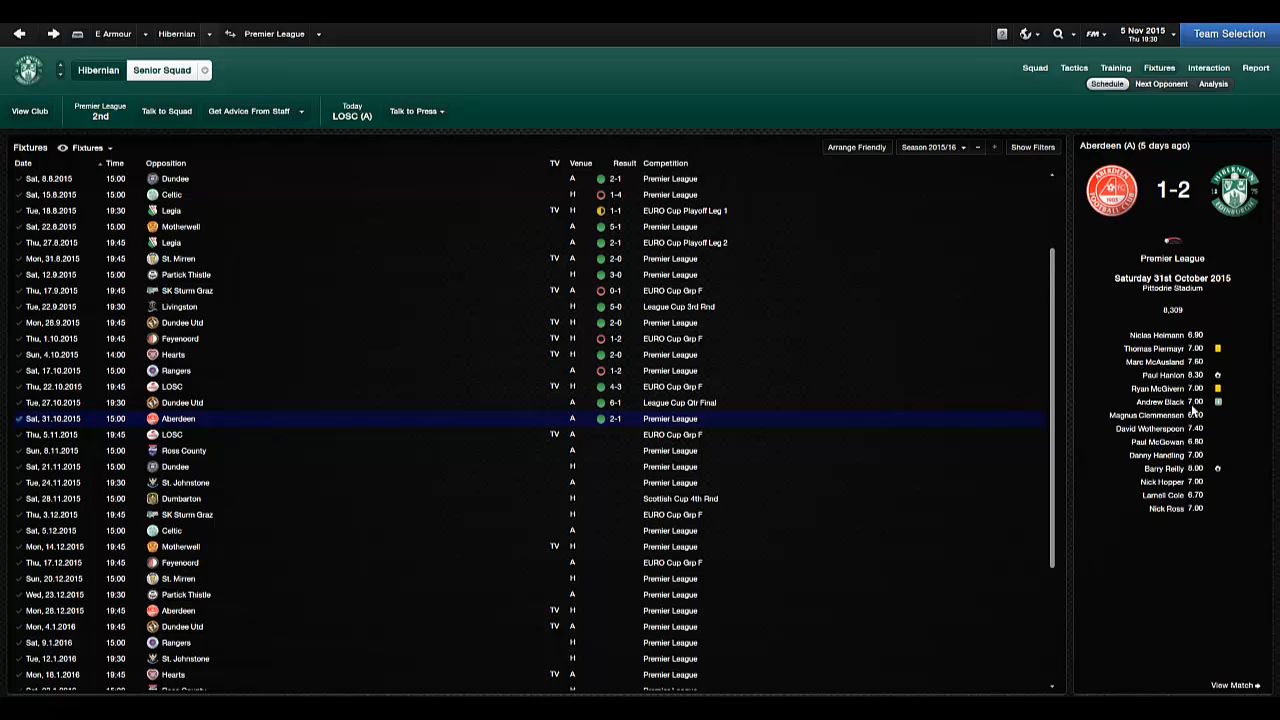 E Armour Hibernian Premier League 5 Nov 2015 Team Selection
FM Thu 19:30
Hibernian Senior Squad Squad Tactics Training Fixtures Interaction Report
Schedule Next Opponent Analysis
View Club Premier League 2nd Talk to Squad Get Advice From Staff Today LOSC (A) Talk to Press
Fixtures Fixtures Arrange Friendly Season 2015/16 - + Show Filters
Date Time Opposition TV Venue Result Competition
Sat, 8.8.2015 15:00 Dundee A 2-1 Premier League
Sat, 15.8.2015 15:00 Celtic H 1-4 Premier League
Tue, 18.8.2015 19:30 Legia TV H 1-1 EURO Cup Playoff Leg 1
Sat, 22.8.2015 15:00 Motherwell A 5-1 Premier League
Thu, 27.8.2015 19:45 Legia A 2-1 EURO Cup Playoff Leg 2
Mon, 31.8.2015 19:45 St. Mirren TV A 2-0 Premier League
Sat, 12.9.2015 15:00 Partick Thistle H 3-0 Premier League
Thu, 17.9.2015 19:45 SK Sturm Graz TV A 0-1 EURO Cup Grp F
Tue, 22.9.2015 19:30 Livingston H 5-0 League Cup 3rd Rnd
Mon, 28.9.2015 19:45 Dundee Utd TV H 2-0 Premier League
Thu, 1.10.2015 19:45 Feyenoord TV H 1-2 EURO Cup Grp F
Sun, 4.10.2015 14:00 Hearts TV H 2-0 Premier League
Sat, 17.10.2015 15:00 Rangers A 1-2 Premier League
Thu, 22.10.2015 19:45 LOSC TV H 4-3 EURO Cup Grp F
Tue, 27.10.2015 19:30 Dundee Utd A 6-1 League Cup Qtr Final
Sat, 31.10.2015 15:00 Aberdeen A 2-1 Premier League
Thu, 5.11.2015 19:45 LOSC TV A EURO Cup Grp F
Sun, 8.11.2015 15:00 Ross County A Premier League
Sat, 21.11.2015 15:00 Dundee H Premier League
Tue, 24.11.2015 19:30 St. Johnstone A Premier League
Sat, 28.11.2015 15:00 Dumbarton H Scottish Cup 4th Rnd
Thu, 3.12.2015 19:45 SK Sturm Graz H EURO Cup Grp F
Sat, 5.12.2015 15:00 Celtic A Premier League
Mon, 14.12.2015 19:45 Motherwell TV H Premier League
Thu, 17.12.2015 19:45 Feyenoord A EURO Cup Grp F
Sun, 20.12.2015 15:00 St. Mirren H Premier League
Wed, 23.12.2015 19:30 Partick Thistle A Premier League
Mon, 28.12.2015 19:45 Aberdeen TV H Premier League
Mon, 4.1.2016 19:45 Dundee Utd TV A Premier League
Sat, 9.1.2016 15:00 Rangers H Premier League
Tue, 12.1.2016 19:30 St. Johnstone H Premier League
Mon, 18.1.2016 19:45 Hearts TV A Premier League
Aberdeen (A) (5 days ago)
1-2
Premier League
Saturday 31st October 2015
Pittodrie Stadium
8,309
Niclas Heimann 6.90
Thomas Piermayr 7.00
Marc McAusland 7.60
Paul Hanlon 8.30
Ryan McGivern 7.00
Andrew Black 7.00
Magnus Clemmensen
David Wotherspoon 7.40
Paul McGowan 6.80
Danny Handling 7.00
Barry Reilly 8.00
Nick Hopper 7.00
Larnell Cole 6.70
Nick Ross 7.00
View Match